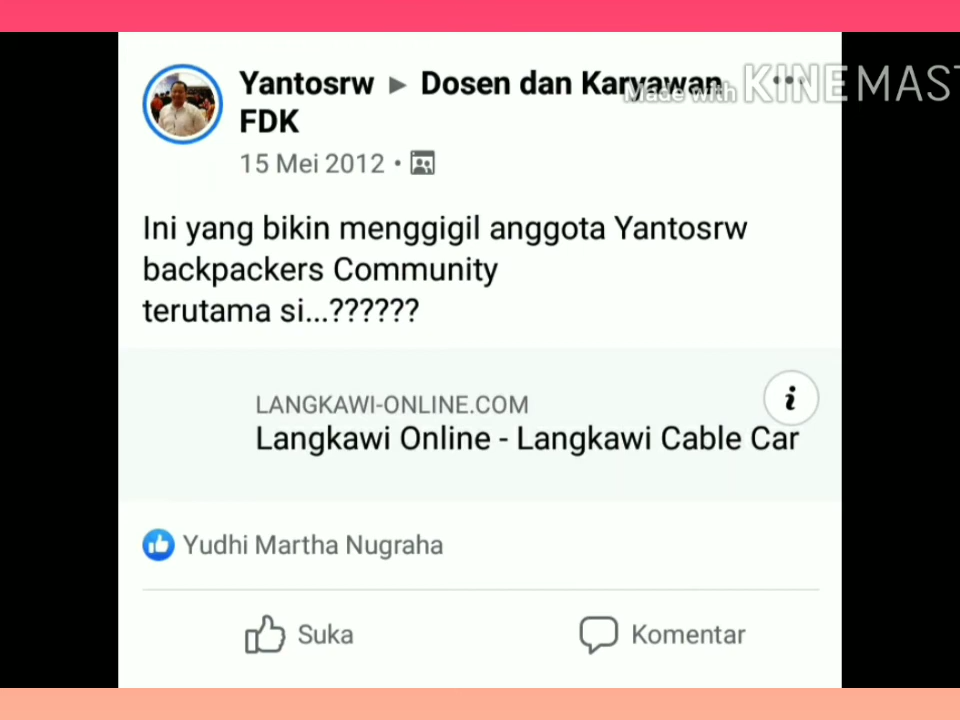 Yantosrw ▸ Dosen dan Karyawan
FDK
Made with KINEMAST
15 Mei 2012 •
Ini yang bikin menggigil anggota Yantosrw
backpackers Community
terutama si...??????
LANGKAWI-ONLINE.COM
Langkawi Online - Langkawi Cable Car
Yudhi Martha Nugraha
Suka
Komentar